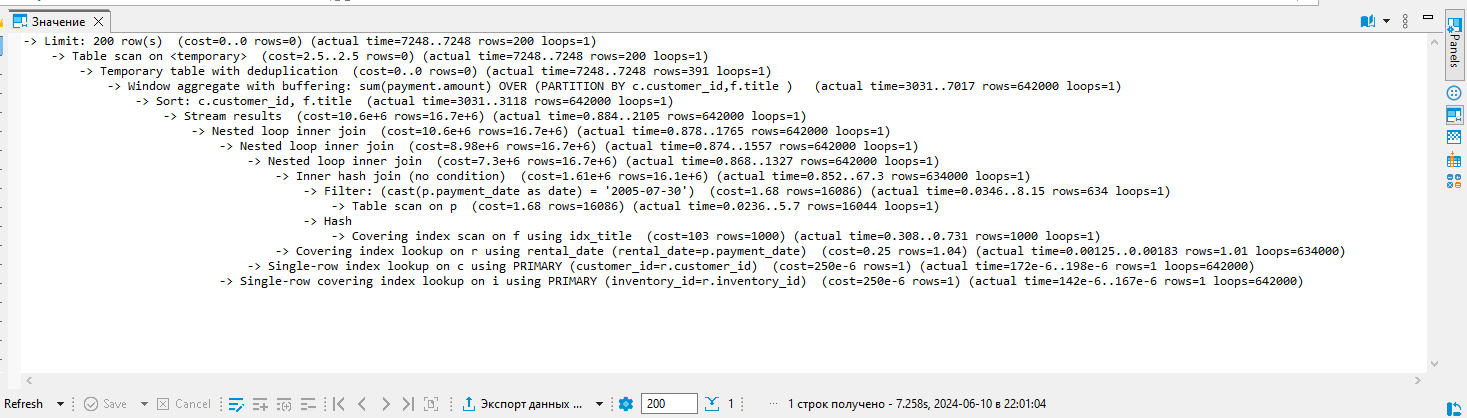 Значение
-> Limit: 200 row(s)  (cost=0..0 rows=0) (actual time=7248..7248 rows=200 loops=1)
-> Table scan on <temporary>  (cost=2.5..2.5 rows=0) (actual time=7248..7248 rows=200 loops=1)
-> Temporary table with deduplication  (cost=0..0 rows=0) (actual time=7248..7248 rows=391 loops=1)
-> Window aggregate with buffering: sum(payment.amount) OVER (PARTITION BY c.customer_id,f.title )   (actual time=3031..7017 rows=642000 loops=1)
-> Sort: c.customer_id, f.title  (actual time=3031..3118 rows=642000 loops=1)
-> Stream results  (cost=10.6e+6 rows=16.7e+6) (actual time=0.884..2105 rows=642000 loops=1)
-> Nested loop inner join  (cost=10.6e+6 rows=16.7e+6) (actual time=0.878..1765 rows=642000 loops=1)
-> Nested loop inner join  (cost=8.98e+6 rows=16.7e+6) (actual time=0.874..1557 rows=642000 loops=1)
-> Nested loop inner join  (cost=7.3e+6 rows=16.7e+6) (actual time=0.868..1327 rows=642000 loops=1)
-> Inner hash join (no condition)  (cost=1.61e+6 rows=16.1e+6) (actual time=0.852..67.3 rows=634000 loops=1)
-> Filter: (cast(p.payment_date as date) = '2005-07-30')  (cost=1.68 rows=16086) (actual time=0.0346..8.15 rows=634 loops=1)
-> Table scan on p  (cost=1.68 rows=16086) (actual time=0.0236..5.7 rows=16044 loops=1)
-> Hash
-> Covering index scan on f using idx_title  (cost=103 rows=1000) (actual time=0.308..0.731 rows=1000 loops=1)
-> Covering index lookup on r using rental_date (rental_date=p.payment_date)  (cost=0.25 rows=1.04) (actual time=0.00125..0.00183 rows=1.01 loops=634000)
-> Single-row index lookup on c using PRIMARY (customer_id=r.customer_id)  (cost=250e-6 rows=1) (actual time=172e-6..198e-6 rows=1 loops=642000)
-> Single-row covering index lookup on i using PRIMARY (inventory_id=r.inventory_id)  (cost=250e-6 rows=1) (actual time=142e-6..167e-6 rows=1 loops=642000)
Panels
Refresh Save Cancel Экспорт данных ... 200 1 1 строк получено - 7.258s, 2024-06-10 в 22:01:04